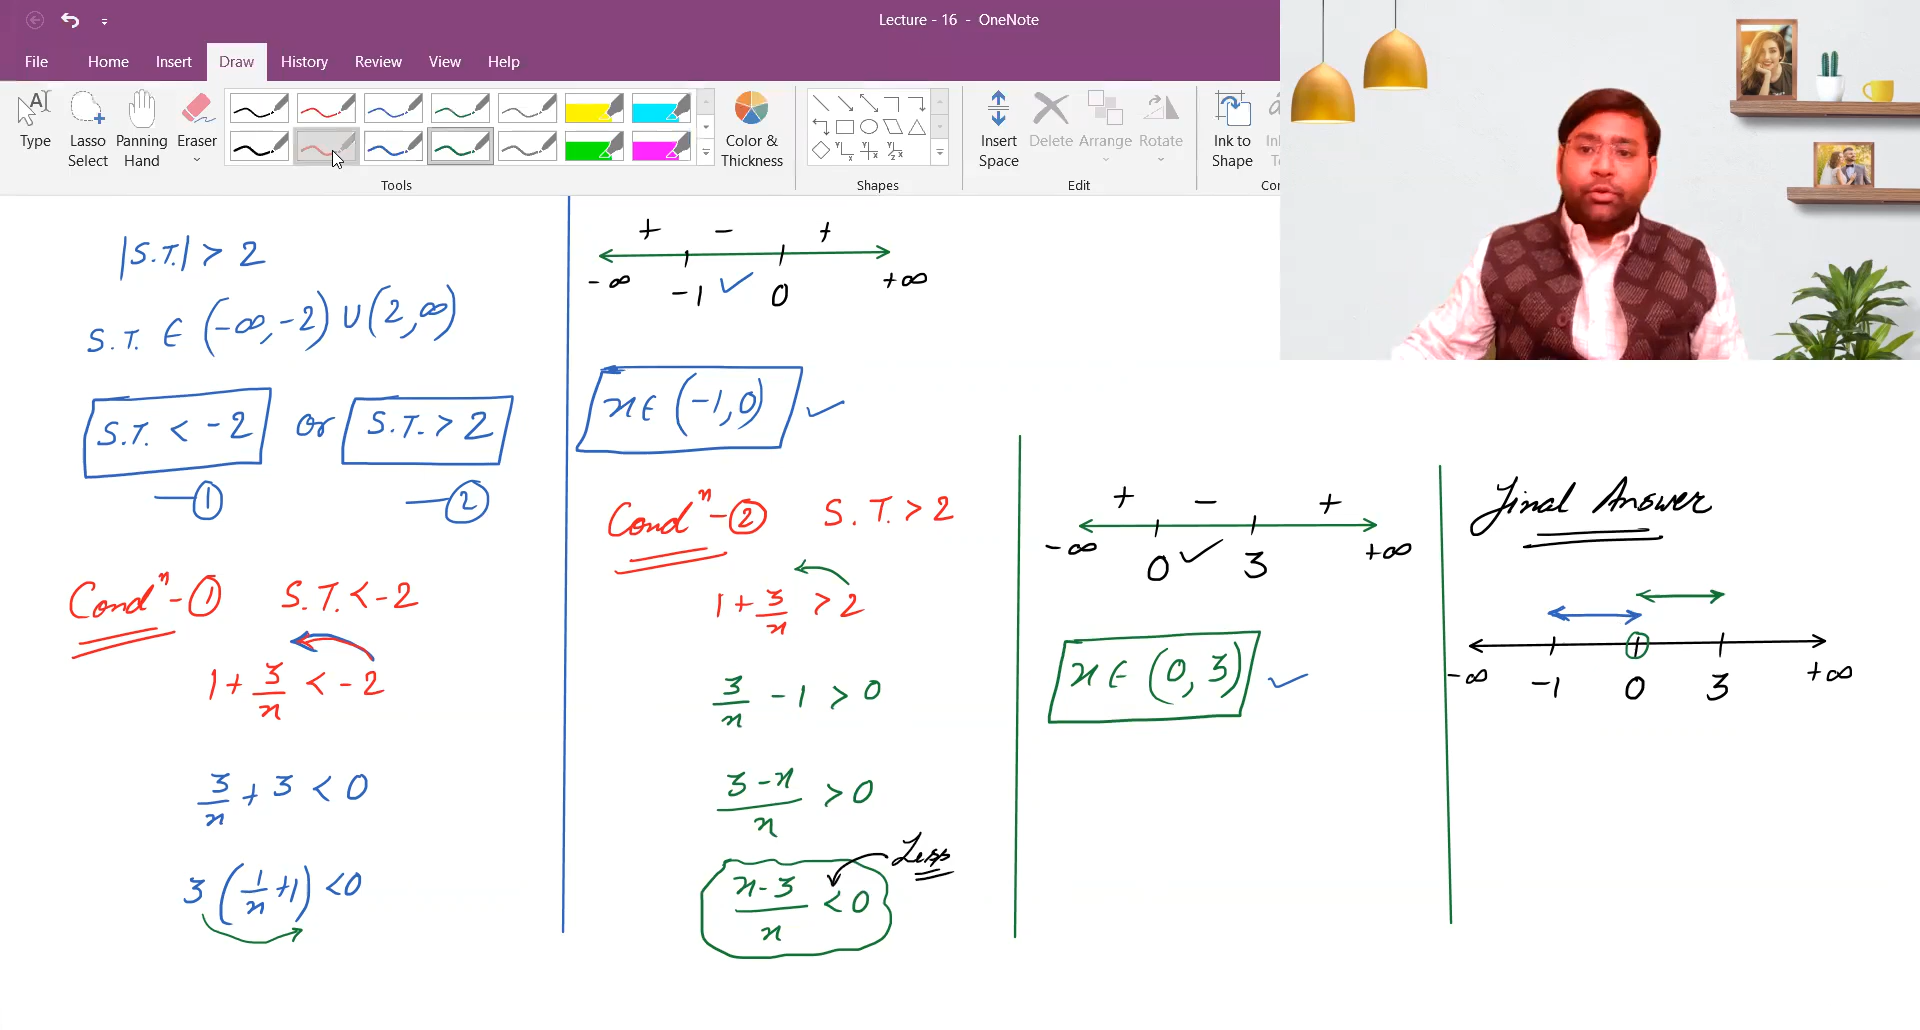 Lecture - 16 - OneNote
File Home Insert Draw History Review View Help
Type
Lasso Select
Panning Hand
Eraser
Color & Thickness
Insert Space
Delete
Arrange
Rotate
Ink to Shape
Tools
Shapes
Edit
|S.T.| > 2
S.T. ∈ (-∞, -2) ∪ (2, ∞)
S.T. < -2 or S.T. > 2
—① —②
Condⁿ-① S.T. < -2
1 + 3/x < -2
3/x + 3 < 0
3 (1/x + 1) < 0
+ - +
-∞ -1 0 +∞
x ∈ (-1, 0)
Condⁿ-② S.T. > 2
1 + 3/x > 2
3/x - 1 > 0
3 - x / x > 0
Less
x - 3 / x < 0
+ - +
-∞ 0 3 +∞
x ∈ (0, 3)
Final Answer
-∞ -1 0 3 +∞